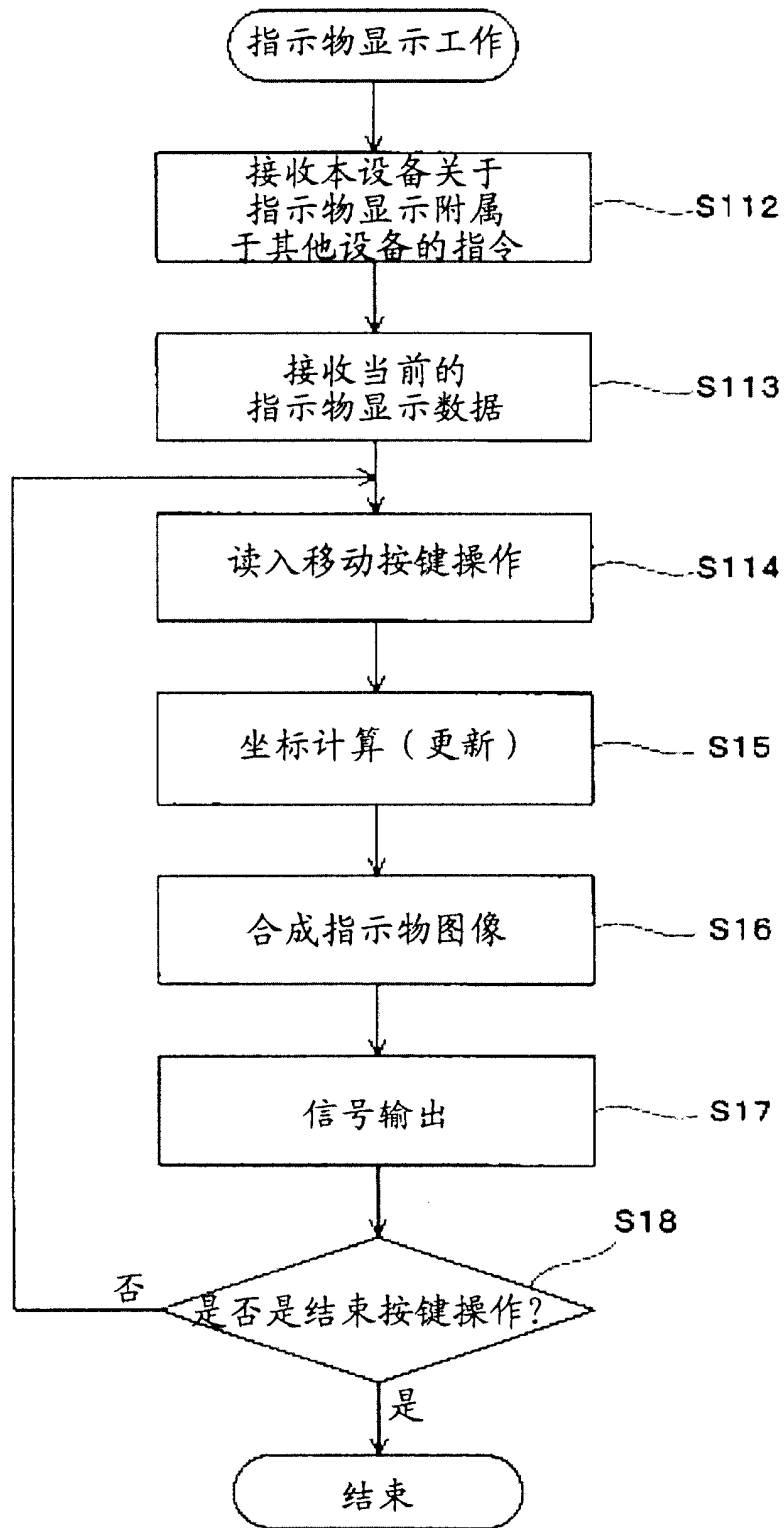 指示物显示工作
接收本设备关于
指示物显示附属
于其他设备的指令
S112
接收当前的
指示物显示数据
S113
读入移动按键操作
S114
坐标计算（更新）
S15
合成指示物图像
S16
信号输出
S17
S18
否
是否是结束按键操作？
是
结束